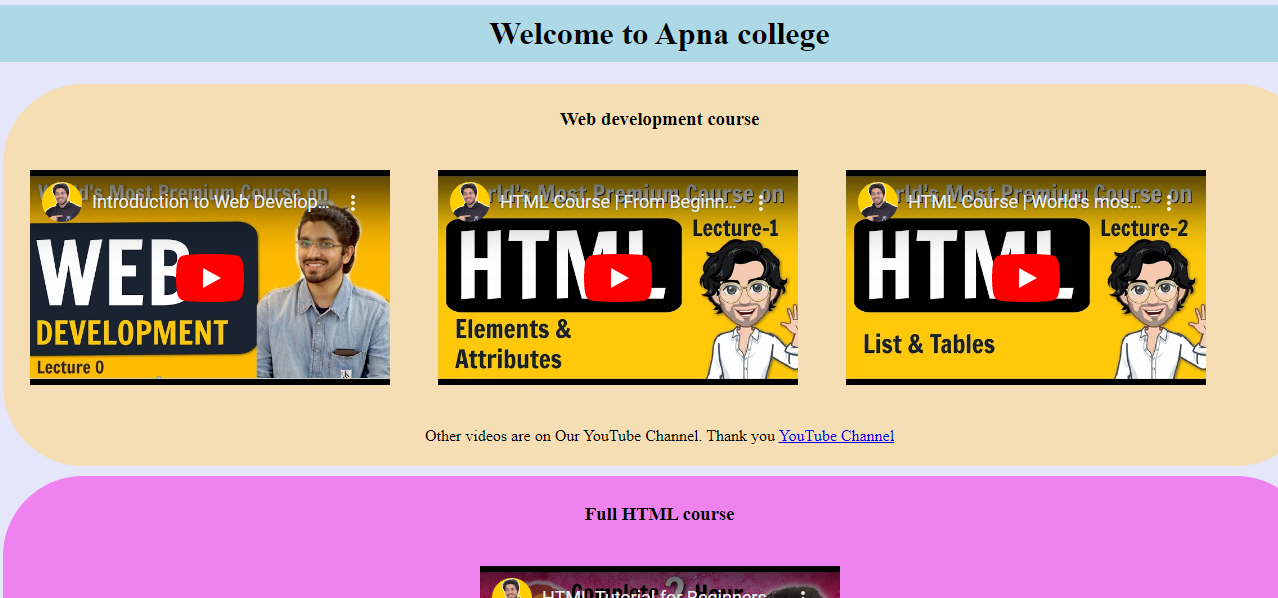 Welcome to Apna college
Web development course
World's Most Premium Course on
Introduction to Web Develop...
WEB
DEVELOPMENT
Lecture 0
Most Premium Course on
HTML Course | From Beginn...
Lecture-1
HTML
Elements &
Attributes
Most Premium Course on
HTML Course | World's mos...
Lecture-2
HTML
List & Tables
Other videos are on Our YouTube Channel. Thank you YouTube Channel
Full HTML course
Complete 2 Hour
HTML Tutorial for Beginners